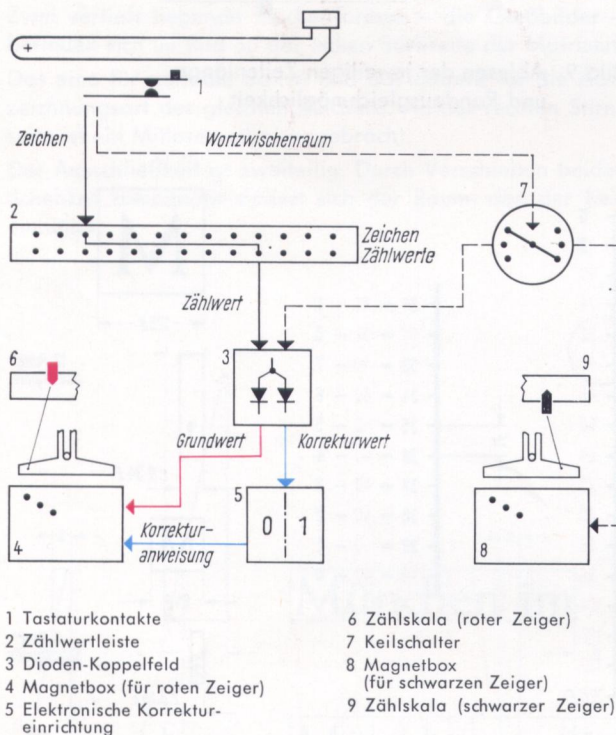 +
1
Zeichen
Wortzwischenraum
7
2
Zeichen
Zählwerte
Zählwert
6
3
9
Grundwert
Korrekturwert
5
0 1
Korrektur-
anweisung
4
8
1 Tastaturkontakte
2 Zählwertleiste
3 Dioden-Koppelfeld
4 Magnetbox (für roten Zeiger)
5 Elektronische Korrektur-
einrichtung
6 Zählskala (roter Zeiger)
7 Keilschalter
8 Magnetbox
(für schwarzen Zeiger)
9 Zählskala (schwarzer Zeiger)